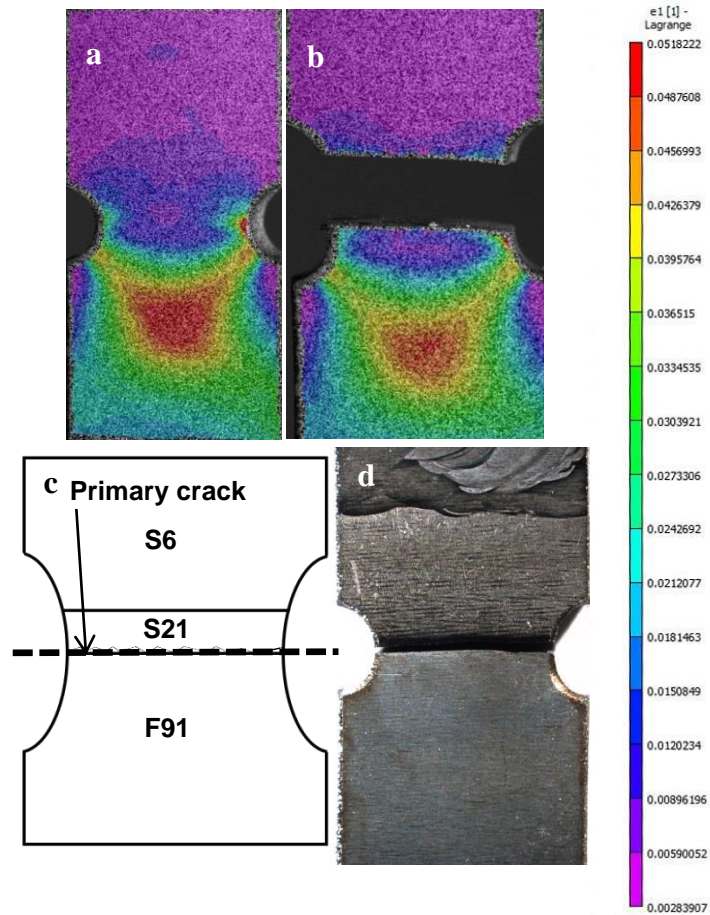 a
b
e1 [1] -
Lagrange
0.0518222
0.0487608
0.0456993
0.0426379
0.0395764
0.036515
0.0334535
0.0303921
0.0273306
0.0242692
0.0212077
0.0181463
0.0150849
0.0120234
0.00896196
0.00590052
0.00283907
c Primary crack
S6
S21
F91
d